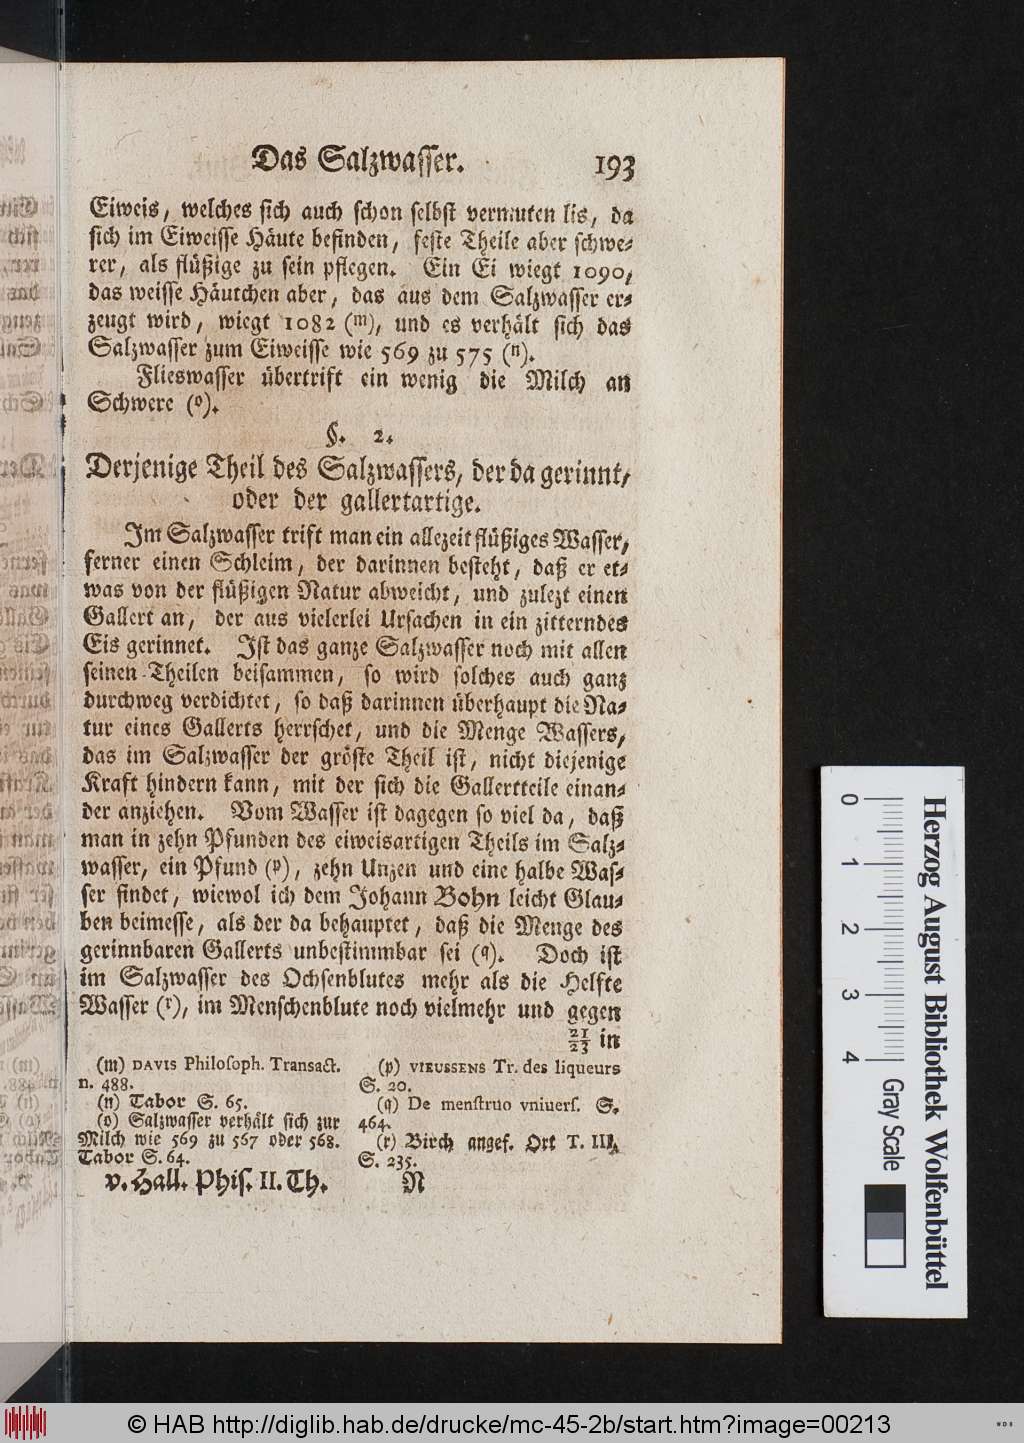 Das Salzwasser. 193
Eiweis, welches sich auch schon selbst vermuten lis, da
sich im Eiweisse Häute befinden, feste Theile aber schwe-
rer, als flüßige zu sein pflegen. Ein Ei wiegt 1090,
das weisse Häutchen aber, das aus dem Salzwasser er-
zeugt wird, wiegt 1082 (m), und es verhält sich das
Salzwasser zum Eiweisse wie 569 zu 575 (n).
Flieswasser übertrift ein wenig die Milch an
Schwere (o).
§. 2.
Derjenige Theil des Salzwassers, der da gerinnt,
oder der gallertartige.
Im Salzwasser trift man ein allezeit flüßiges Wasser,
ferner einen Schleim, der darinnen besteht, daß er et-
was von der flüßigen Natur abweicht, und zulezt einen
Gallert an, der aus vielerlei Ursachen in ein zitterndes
Eis gerinnet. Ist das ganze Salzwasser noch mit allen
seinen Theilen beisammen, so wird solches auch ganz
durchweg verdichtet, so daß darinnen überhaupt die Na-
tur eines Gallerts herrschet, und die Menge Wassers,
das im Salzwasser der gröste Theil ist, nicht diejenige
Kraft hindern kann, mit der sich die Gallertteile einan-
der anziehen. Vom Wasser ist dagegen so viel da, daß
man in zehn Pfunden des eiweisartigen Theils im Salz-
wasser, ein Pfund (p), zehn Unzen und eine halbe Was-
ser findet, wiewol ich dem Johann Bohn leicht Glau-
ben beimesse, als der da behauptet, daß die Menge des
gerinnbaren Gallerts unbestimmbar sei (q). Doch ist
im Salzwasser des Ochsenblutes mehr als die Helfte
Wasser (r), im Menschenblute noch vielmehr und gegen
21/23 in
(m) DAVIS Philosoph. Transact.
n. 488.
(n) Tabor S. 65.
(o) Salzwasser verhält sich zur
Milch wie 569 zu 567 oder 568.
Tabor S. 64.
(p) VIEUSSENS Tr. des liqueurs
S. 20.
(q) De menstruo vniuers. S.
464.
(r) Birch angef. Ort T. III,
S. 235.
v. Hall. Phis. II. Th. N
0 1 2 3 4
Herzog August Bibliothek Wolfenbüttel
Gray Scale
© HAB http://diglib.hab.de/drucke/mc-45-2b/start.htm?image=00213